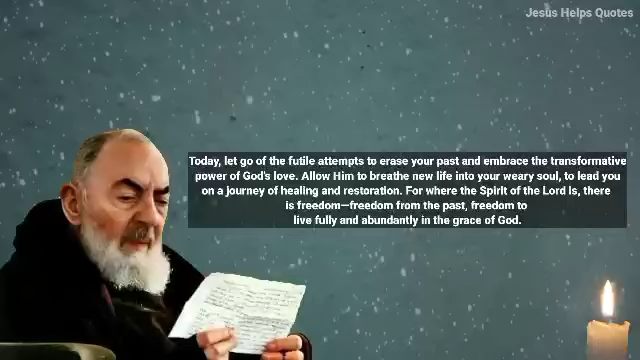 Jesus Helps Quotes
Today, let go of the futile attempts to erase your past and embrace the transformative
power of God's love. Allow Him to breathe new life into your weary soul, to lead you
on a journey of healing and restoration. For where the Spirit of the Lord is, there
is freedom—freedom from the past, freedom to
live fully and abundantly in the grace of God.